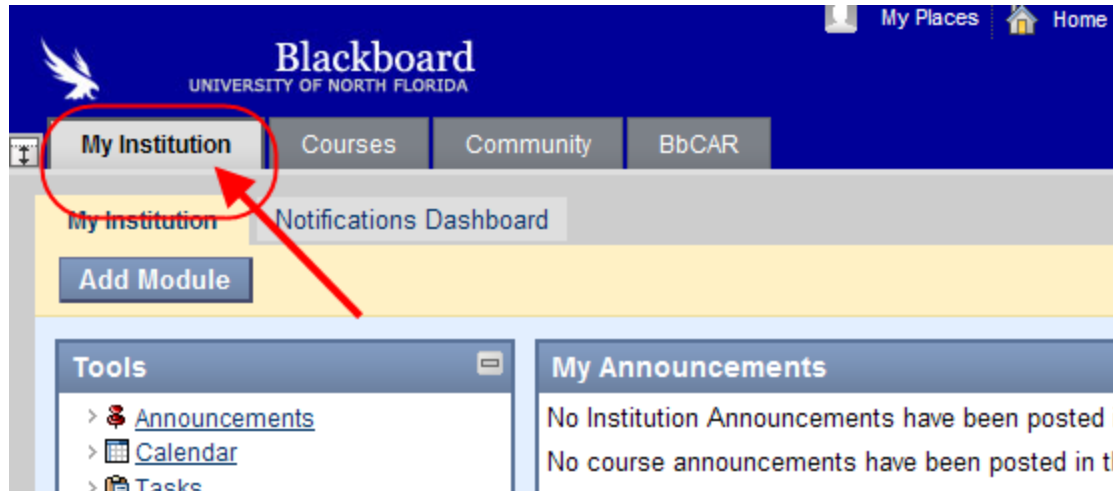 My Places Home
Blackboard
UNIVERSITY OF NORTH FLORIDA
My Institution Courses Community BbCAR
My Institution Notifications Dashboard
Add Module
Tools
Announcements
Calendar
Tasks
My Announcements
No Institution Announcements have been posted
No course announcements have been posted in